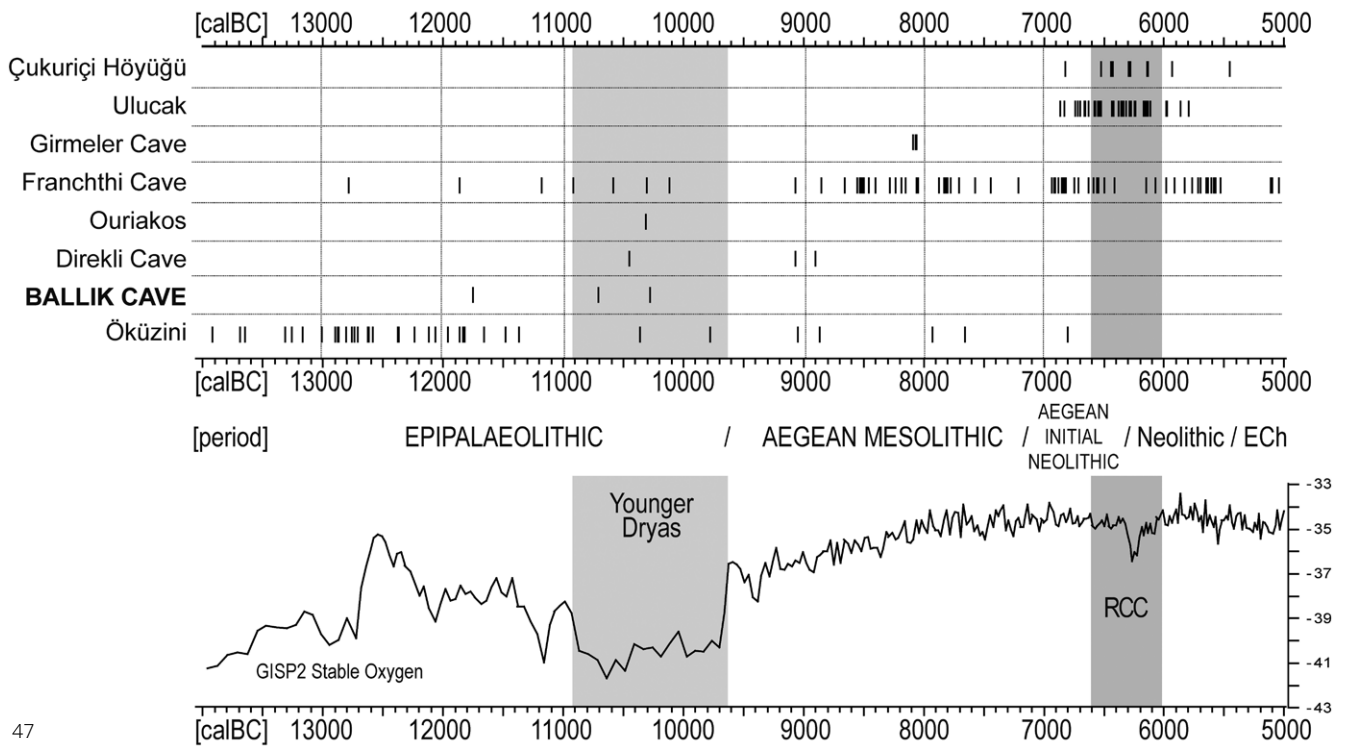 [calBC] 13000 12000 11000 10000 9000 8000 7000 6000 5000
Çukuriçi Höyüğü
Ulucak
Girmeler Cave
Franchthi Cave
Ouriakos
Direkli Cave
BALLIK CAVE
Öküzini
[calBC] 13000 12000 11000 10000 9000 8000 7000 6000 5000
[period] EPIPALAEOLITHIC / AEGEAN MESOLITHIC / AEGEAN INITIAL NEOLITHIC / Neolithic / ECh
Younger
Dryas
-33
-35
-37
-39
-41
-43
RCC
GISP2 Stable Oxygen
[calBC] 13000 12000 11000 10000 9000 8000 7000 6000 5000
47